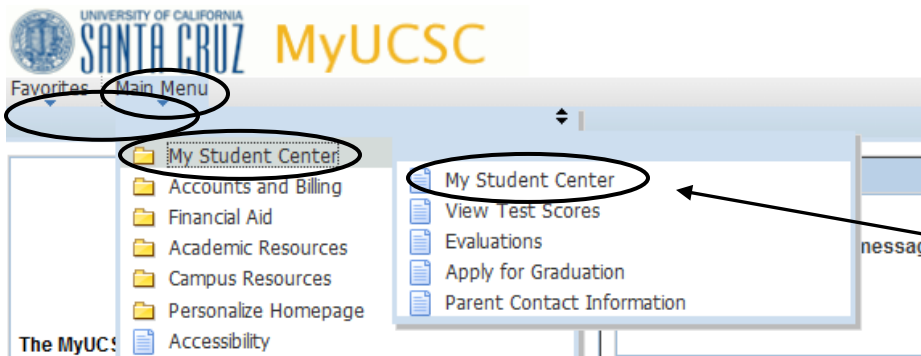 UNIVERSITY OF CALIFORNIA
SANTA CRUZ
MyUCSC
Favorites Main Menu
My Student Center
Accounts and Billing
Financial Aid
Academic Resources
Campus Resources
Personalize Homepage
Accessibility
My Student Center
View Test Scores
Evaluations
Apply for Graduation
Parent Contact Information
The